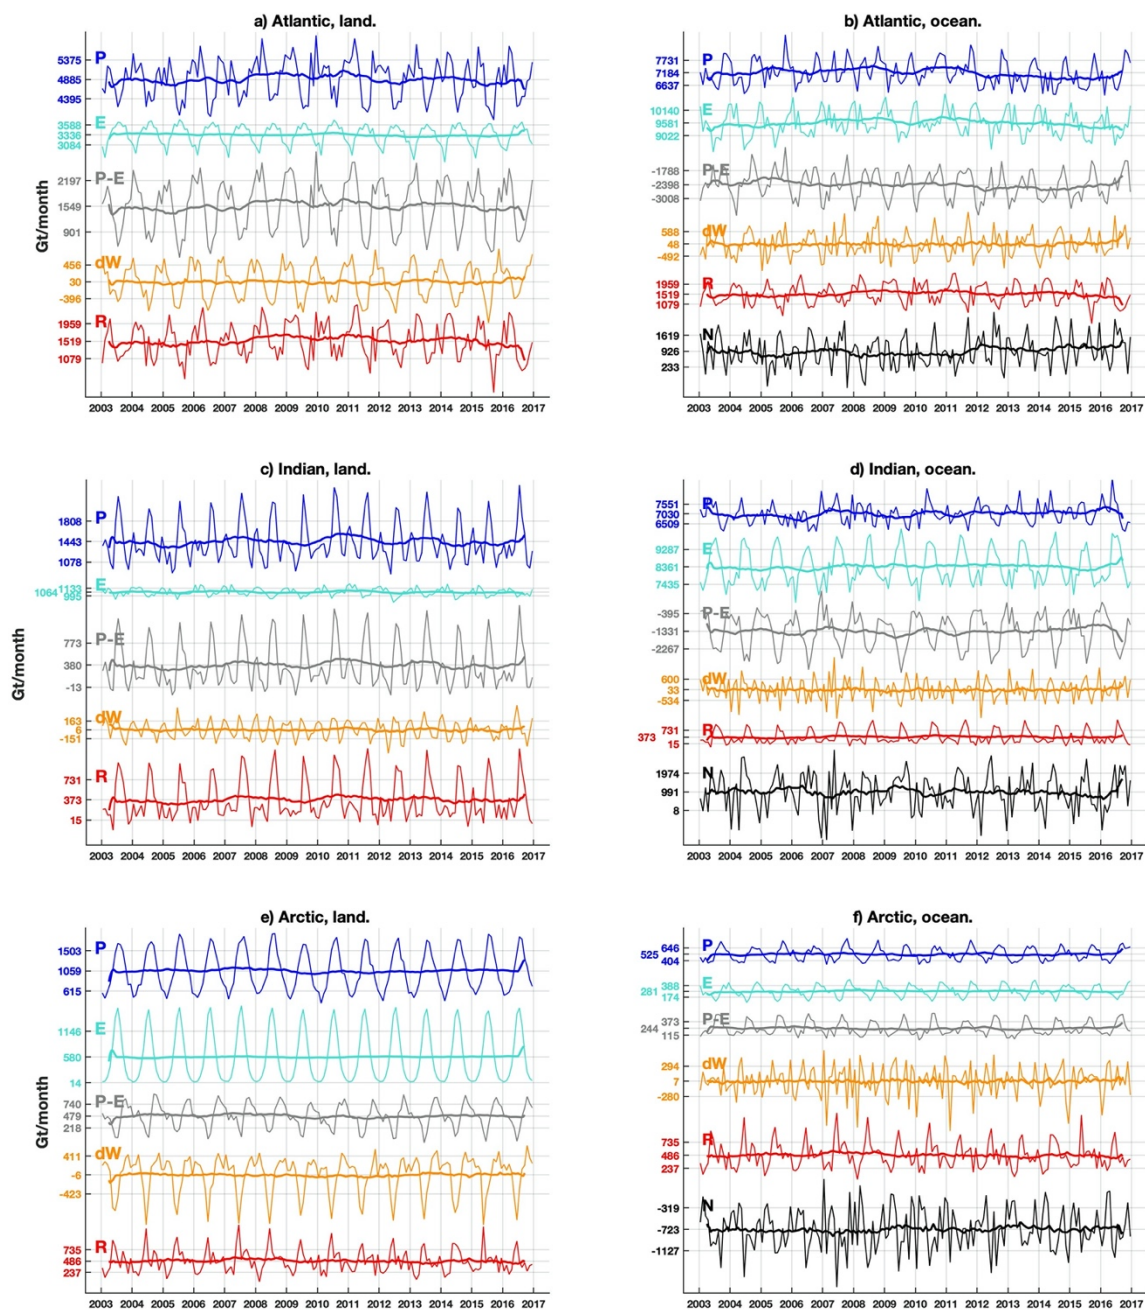 a) Atlantic, land.
P
5375
4885
4395
E
3588
3336
3084
P-E
2197
1549
901
dW
456
30
-396
R
1959
1519
1079
Gt/month
2003 2004 2005 2006 2007 2008 2009 2010 2011 2012 2013 2014 2015 2016 2017
b) Atlantic, ocean.
P
7731
7184
6637
E
10140
9581
9022
P-E
-1788
-2398
-3008
dW
588
48
-492
R
1959
1519
1079
N
1619
926
233
2003 2004 2005 2006 2007 2008 2009 2010 2011 2012 2013 2014 2015 2016 2017
c) Indian, land.
P
1808
1443
1078
E
1133
1064
995
P-E
773
380
-13
dW
163
6
-151
R
731
373
15
Gt/month
2003 2004 2005 2006 2007 2008 2009 2010 2011 2012 2013 2014 2015 2016 2017
d) Indian, ocean.
P
7551
7030
6509
E
9287
8361
7435
P-E
-395
-1331
-2267
dW
600
33
-534
R
731
373
15
N
1974
991
8
2003 2004 2005 2006 2007 2008 2009 2010 2011 2012 2013 2014 2015 2016 2017
e) Arctic, land.
P
1503
1059
615
E
1146
580
14
P-E
740
479
218
dW
411
-6
-423
R
735
486
237
Gt/month
2003 2004 2005 2006 2007 2008 2009 2010 2011 2012 2013 2014 2015 2016 2017
f) Arctic, ocean.
P
646
525
404
E
388
281
174
P-E
373
244
115
dW
294
7
-280
R
735
486
237
N
-319
-723
-1127
2003 2004 2005 2006 2007 2008 2009 2010 2011 2012 2013 2014 2015 2016 2017